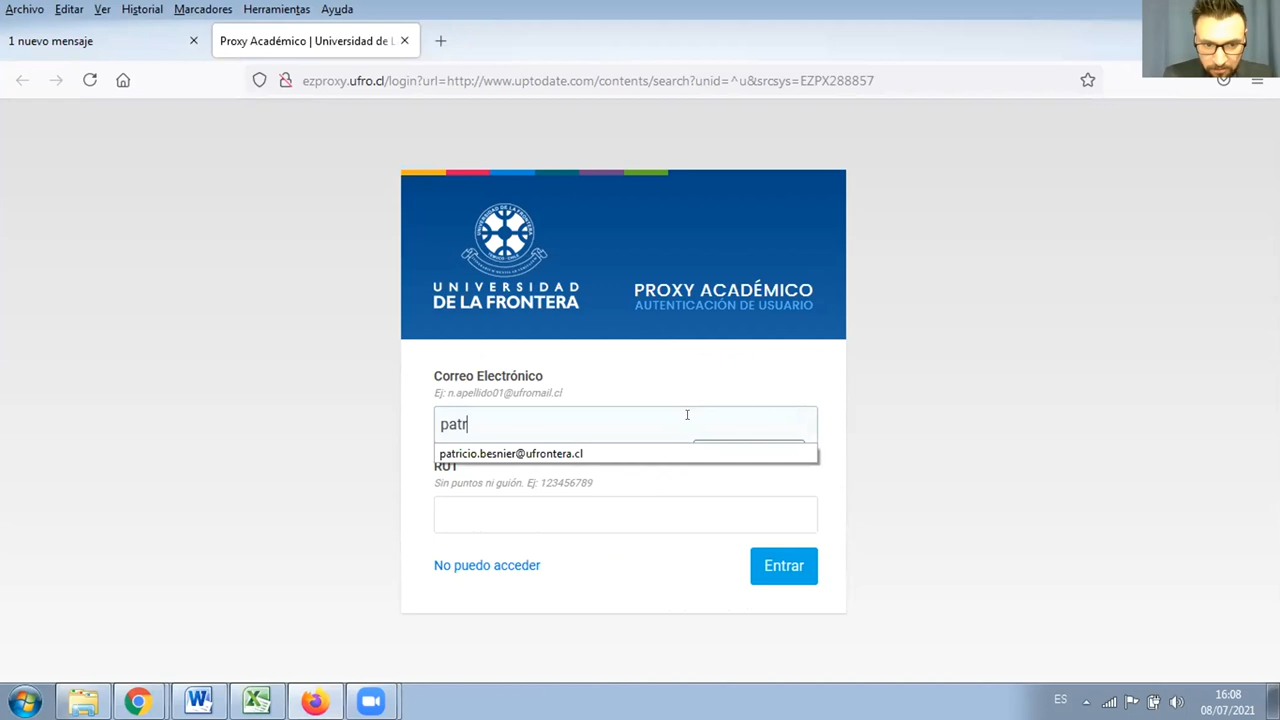 Archivo Editar Ver Historial Marcadores Herramientas Ayuda
1 nuevo mensaje
Proxy Académico | Universidad de L
ezproxy.ufro.cl/login?url=http://www.uptodate.com/contents/search?unid=^u&srcsys=EZPX288857
UNIVERSIDAD
DE LA FRONTERA
PROXY ACADÉMICO
AUTENTICACIÓN DE USUARIO
Correo Electrónico
Ej: n.apellido01@ufromail.cl
patr
patricio.besnier@ufrontera.cl
RUT
Sin puntos ni guión. Ej: 123456789
No puedo acceder
Entrar
ES
16:08
08/07/2021